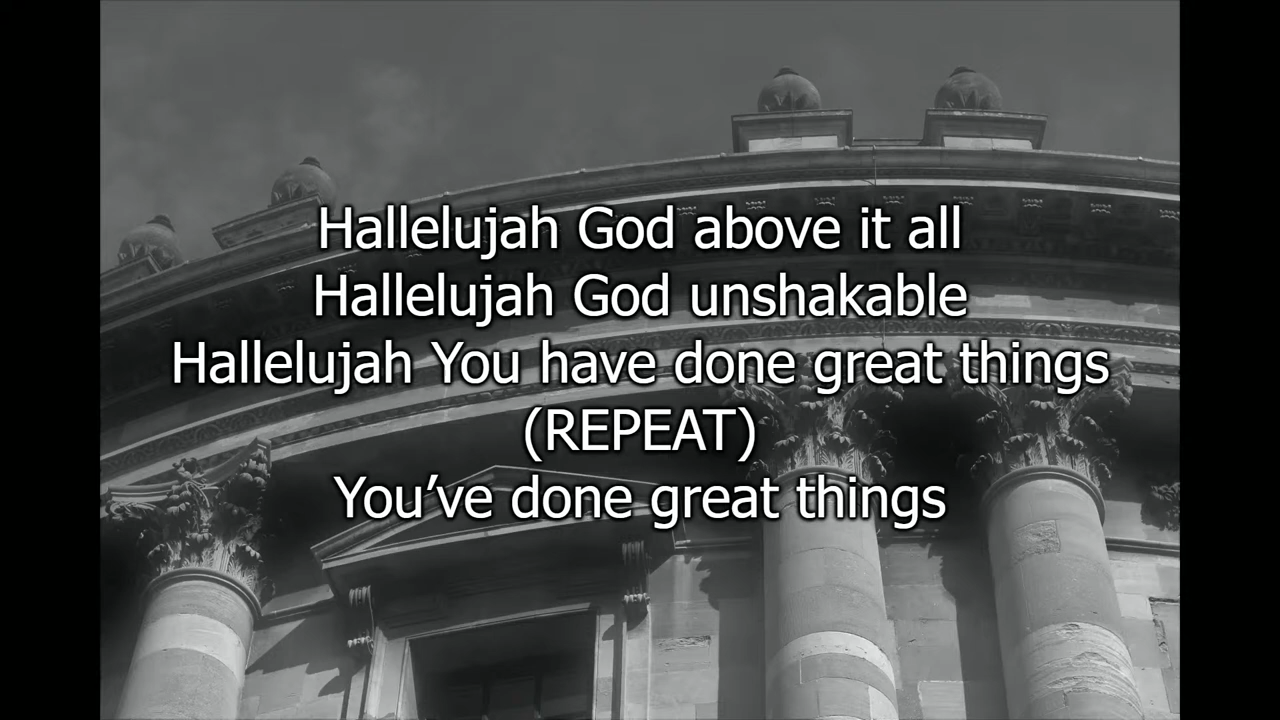 Hallelujah God above it all
Hallelujah God unshakable
Hallelujah You have done great things
(REPEAT)
You’ve done great things